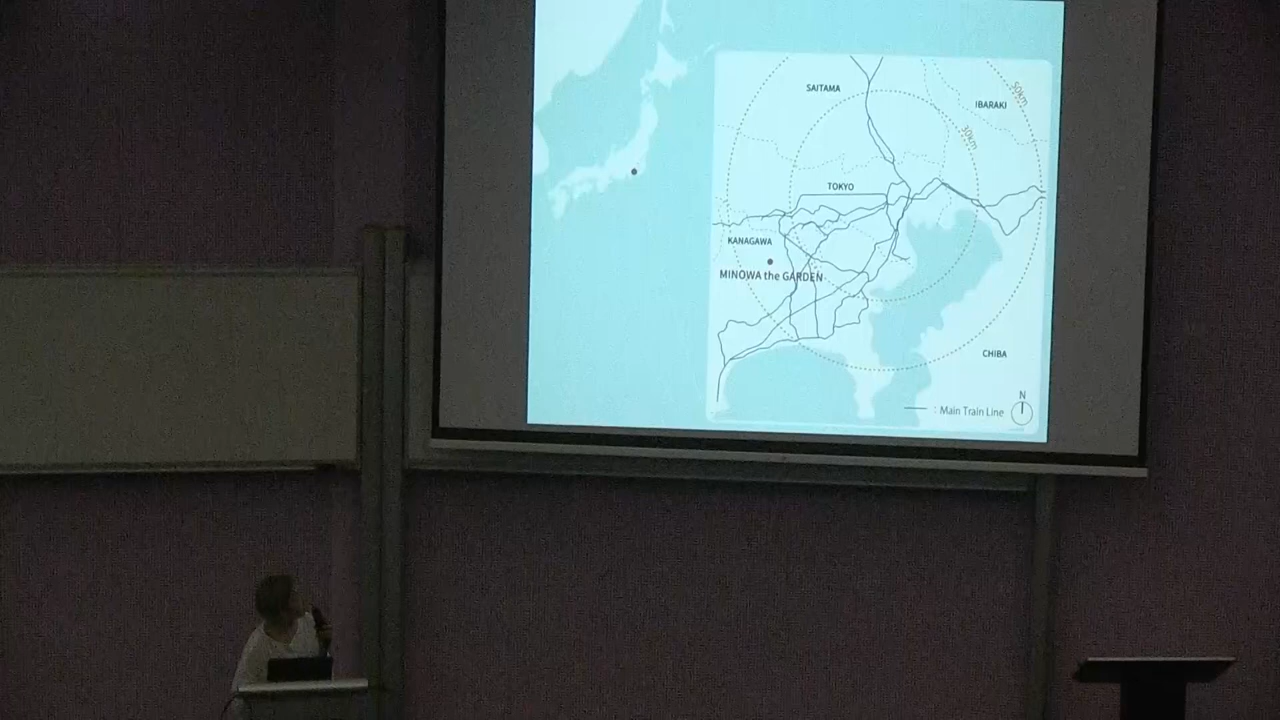 SAITAMA
50km
IBARAKI
30km
TOKYO
KANAGAWA
MINOWA the GARDEN
CHIBA
N
: Main Train Line